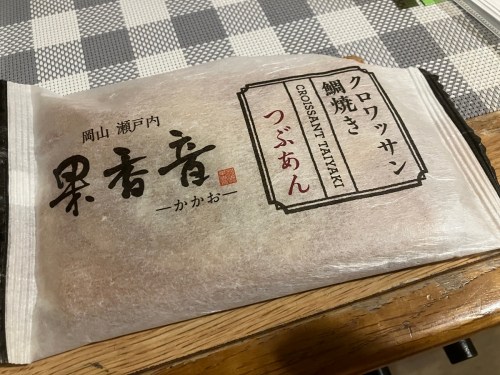 岡山 瀬戸内
果香音
―かかお―
クロワッサン
鯛焼き
CROISSANT TAIYAKI
つぶあん